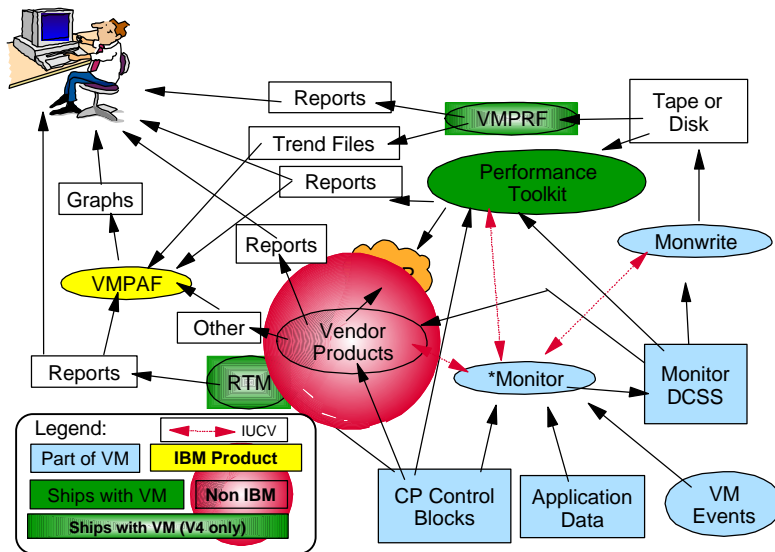 Reports
VMPRF
Tape or
Disk
Trend Files
Performance
Toolkit
Reports
Graphs
Reports
Monwrite
VMPAF
Other
Vendor
Products
Reports
RTM
*Monitor
Monitor
DCSS
Legend:
IUCV
Part of VM
IBM Product
Ships with VM
Non IBM
Ships with VM (V4 only)
CP Control
Blocks
Application
Data
VM
Events